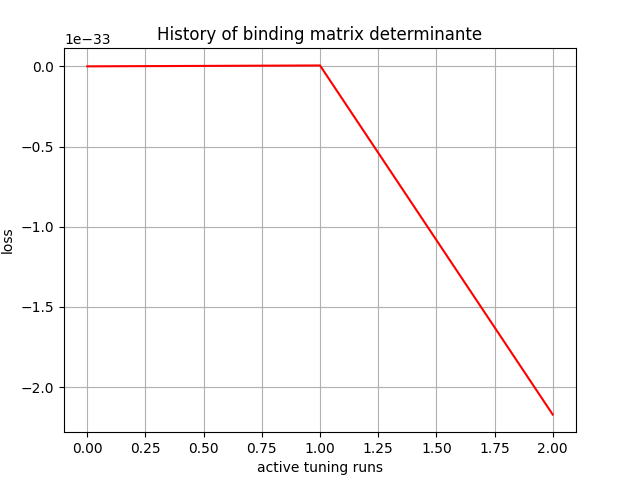 History of binding matrix determinante
1e−33
0.0
−0.5
−1.0
−1.5
−2.0
loss
0.00 0.25 0.50 0.75 1.00 1.25 1.50 1.75 2.00
active tuning runs